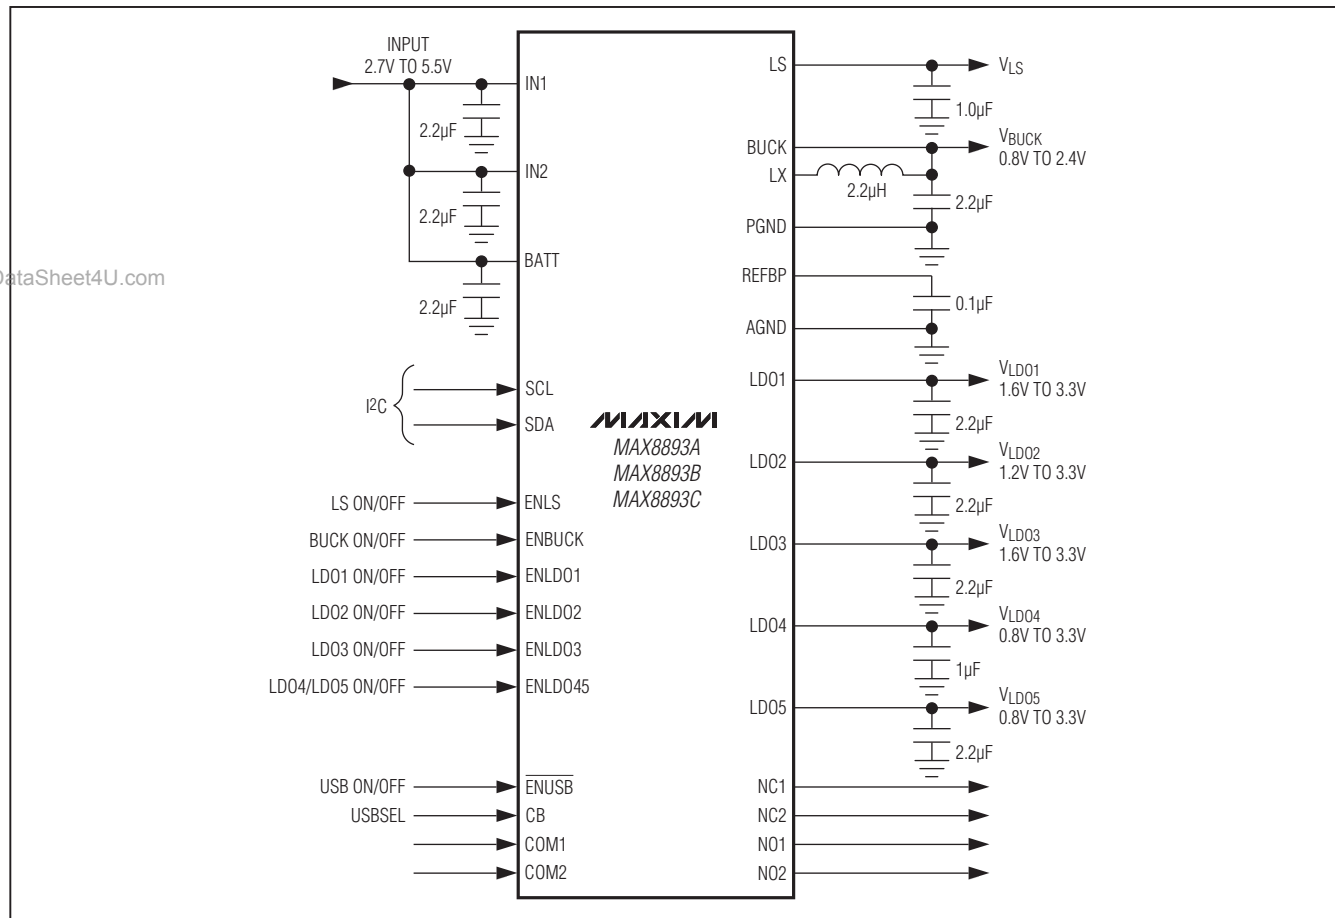 INPUT
2.7V TO 5.5V
IN1
2.2µF
IN2
2.2µF
BATT
2.2µF
DataSheet4U.com
I²C
SCL
SDA
LS ON/OFF
ENLS
BUCK ON/OFF
ENBUCK
LDO1 ON/OFF
ENLDO1
LDO2 ON/OFF
ENLDO2
LDO3 ON/OFF
ENLDO3
LDO4/LDO5 ON/OFF
ENLDO45
USB ON/OFF
ENUSB
USBSEL
CB
COM1
COM2
MAXIM
MAX8893A
MAX8893B
MAX8893C
LS
VLS
1.0µF
BUCK
VBUCK
0.8V TO 2.4V
LX
2.2µH
2.2µF
PGND
REFBP
0.1µF
AGND
LDO1
VLDO1
1.6V TO 3.3V
2.2µF
LDO2
VLDO2
1.2V TO 3.3V
2.2µF
LDO3
VLDO3
1.6V TO 3.3V
2.2µF
LDO4
VLDO4
0.8V TO 3.3V
1µF
LDO5
VLDO5
0.8V TO 3.3V
2.2µF
NC1
NC2
NO1
NO2